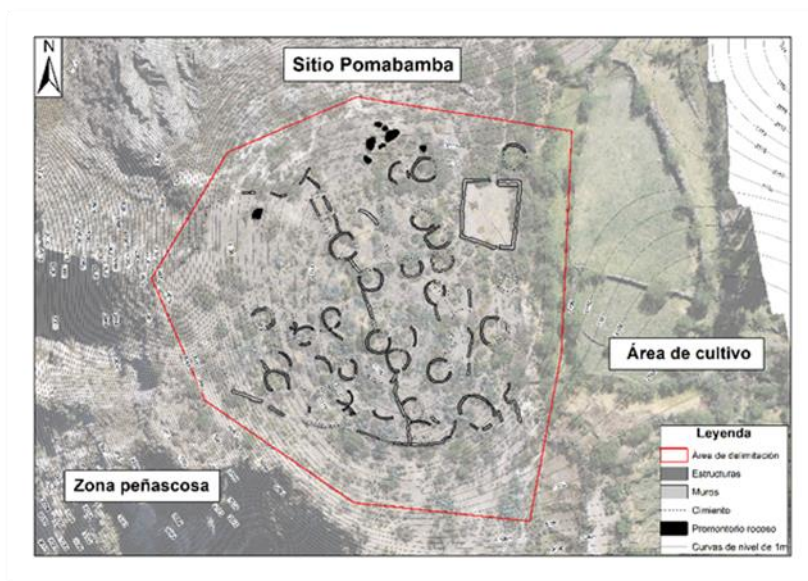 N
Sitio Pomabamba
Área de cultivo
Zona peñascosa
Leyenda
Área de delimitación
Estructuras
Muros
Cimiento
Promontorio rocoso
Curvas de nivel de 1m